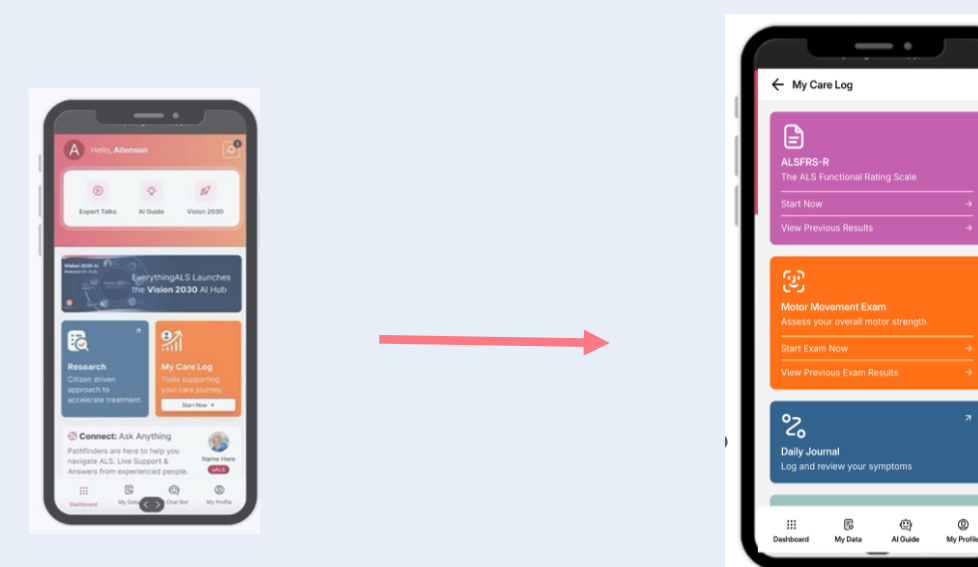 A Hello, Allenson
Expert Talks
AI Guide
Vision 2030
EverythingALS Launches
the Vision 2030 AI Hub
Research
Citizen driven
approach to
accelerate treatment.
My Care Log
Tools supporting
your care journey.
Start Now →
Connect: Ask Anything
Pathfinders are here to help you
navigate ALS. Live Support &
Answers from experienced people.
Name Here
pALS
Dashboard
My Data
Chat Bot
My Profile
← My Care Log
ALSFRS-R
The ALS Functional Rating Scale
Start Now →
View Previous Results →
Motor Movement Exam
Assess your overall motor strength
Start Exam Now →
View Previous Exam Results →
Daily Journal
Log and review your symptoms
Dashboard
My Data
AI Guide
My Profile